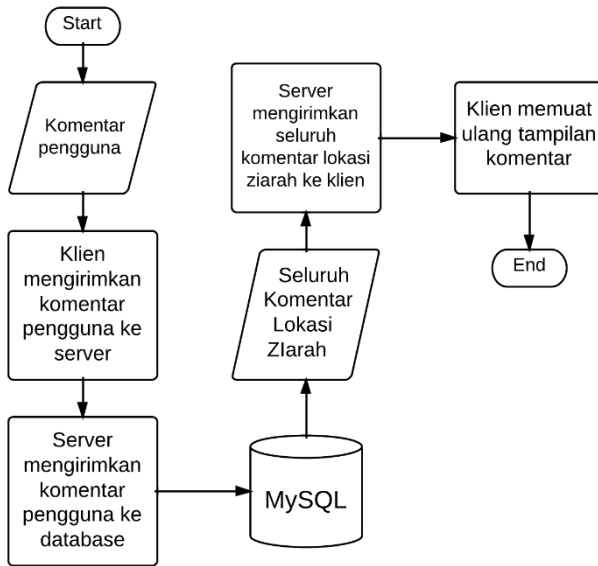 Start
Komentar
pengguna
Klien
mengirimkan
komentar
pengguna ke
server
Server
mengirimkan
komentar
pengguna ke
database
MySQL
Seluruh
Komentar
Lokasi
ZIarah
Server
mengirimkan
seluruh
komentar lokasi
ziarah ke klien
Klien memuat
ulang tampilan
komentar
End